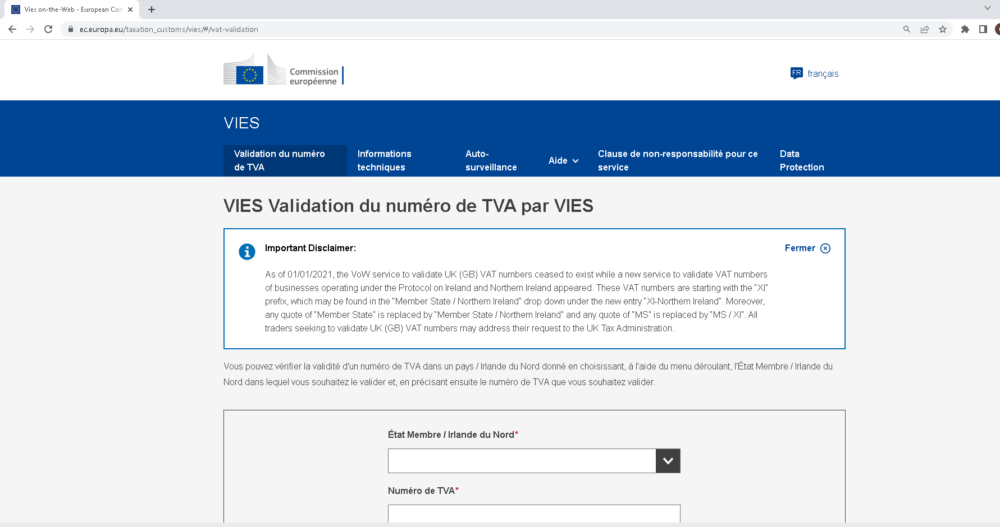 Vies on-the-Web - European Con
ec.europa.eu/taxation_customs/vies/#/vat-validation
Commission
européenne
FR français
VIES
Validation du numéro
de TVA
Informations
techniques
Auto-
surveillance
Aide
Clause de non-responsabilité pour ce
service
Data
Protection
VIES Validation du numéro de TVA par VIES
Important Disclaimer:
Fermer
As of 01/01/2021, the VoW service to validate UK (GB) VAT numbers ceased to exist while a new service to validate VAT numbers
of businesses operating under the Protocol on Ireland and Northern Ireland appeared. These VAT numbers are starting with the "XI"
prefix, which may be found in the "Member State / Northern Ireland" drop down under the new entry "XI-Northern Ireland". Moreover,
any quote of "Member State" is replaced by "Member State / Northern Ireland" and any quote of "MS" is replaced by "MS / XI". All
traders seeking to validate UK (GB) VAT numbers may address their request to the UK Tax Administration.
Vous pouvez vérifier la validité d'un numéro de TVA dans un pays / Irlande du Nord donné en choisissant, à l'aide du menu déroulant, l'État Membre / Irlande du
Nord dans lequel vous souhaitez le valider et, en précisant ensuite le numéro de TVA que vous souhaitez valider.
État Membre / Irlande du Nord*
Numéro de TVA*